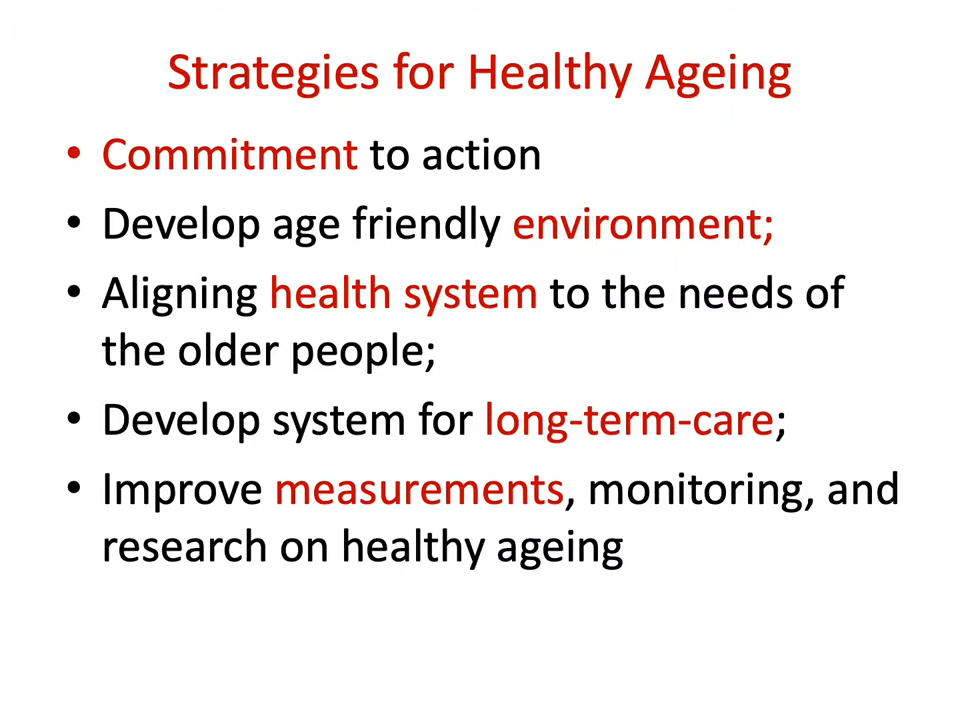 Strategies for Healthy Ageing
• Commitment to action
• Develop age friendly environment;
• Aligning health system to the needs of
the older people;
• Develop system for long-term-care;
• Improve measurements, monitoring, and
research on healthy ageing